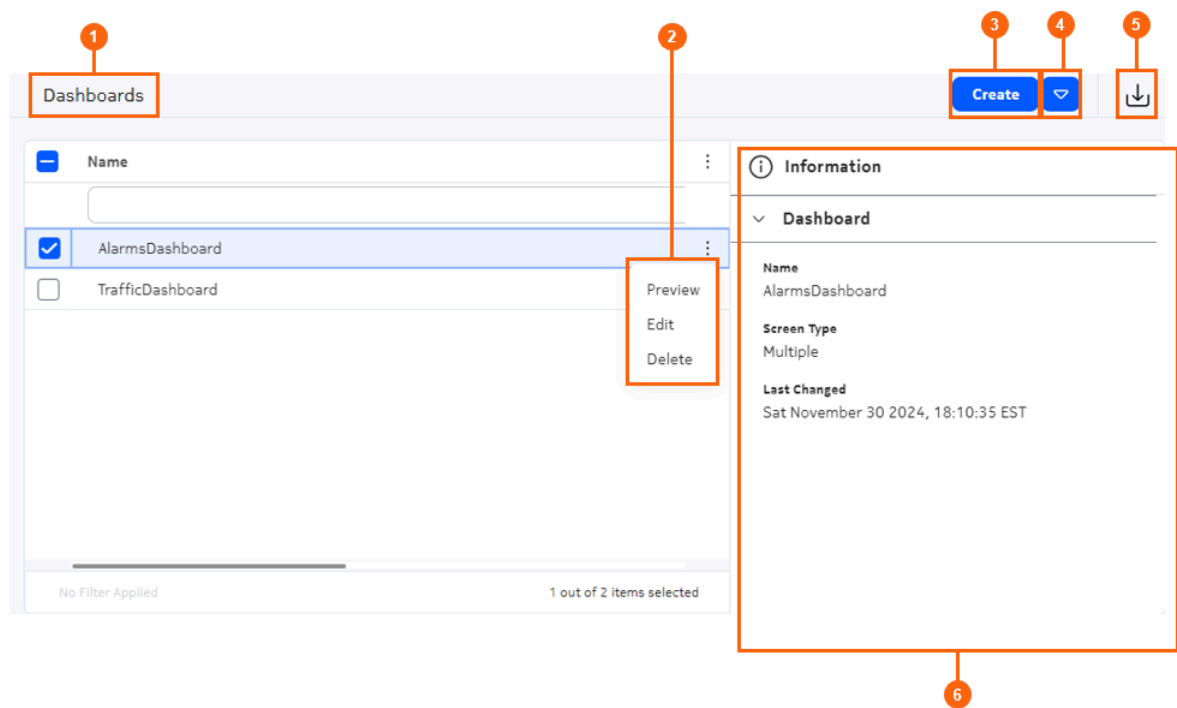 1
2
3
4
5
Dashboards
Create
Name
Information
Dashboard
AlarmsDashboard
TrafficDashboard
Preview
Edit
Delete
Name
AlarmsDashboard
Screen Type
Multiple
Last Changed
Sat November 30 2024, 18:10:35 EST
No Filter Applied
1 out of 2 items selected
6